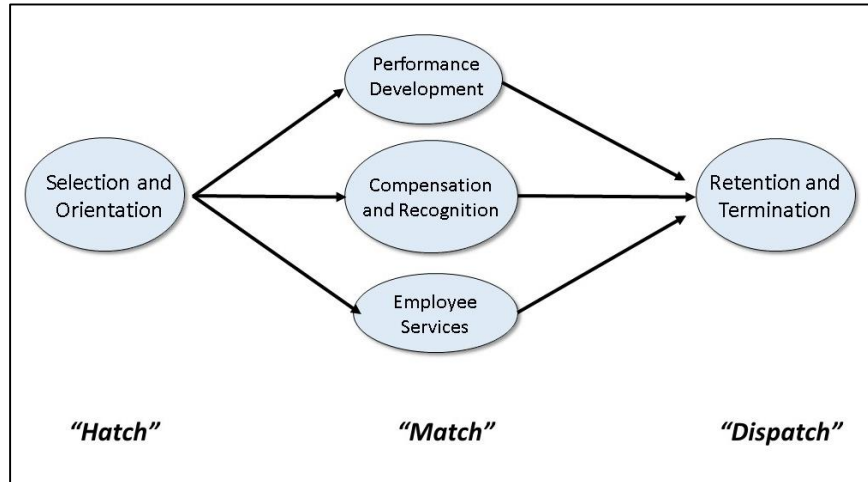 Performance
Development
Selection and
Orientation
Compensation
and Recognition
Retention and
Termination
Employee
Services
“Hatch”
“Match”
“Dispatch”